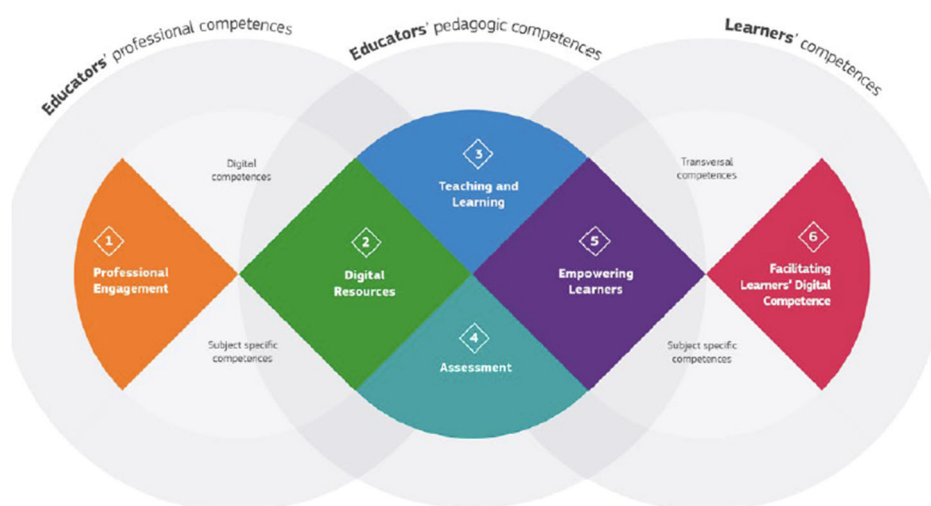 Educators' professional competences
Educators' pedagogic competences
Learners' competences
Digital
competences
Transversal
competences
3
Teaching and
Learning
1
Professional
Engagement
2
Digital
Resources
5
Empowering
Learners
6
Facilitating
Learners' Digital
Competence
Subject specific
competences
4
Assessment
Subject specific
competences